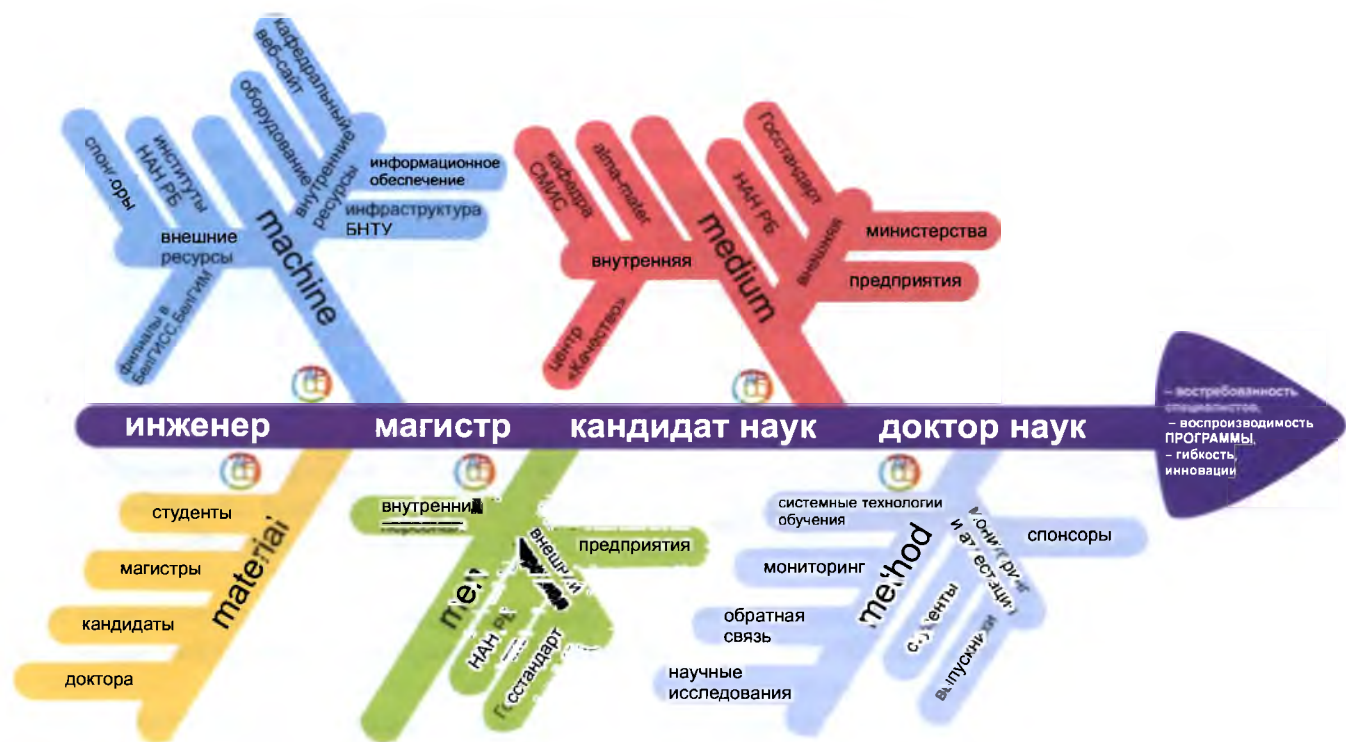 кафедральный
веб-сайт
оборудование
внутренние
ресурсы
информационное
обеспечение
инфраструктура
БНТУ
институты
НАН РБ
внешние
ресурсы
филиалы в
БелГИСС, БелГИМ
machine
кафедра
СМИС
alma-mater
внутренняя
центр
«Качество»
medium
НАН РБ
Госстандарт
внешняя
министерства
предприятия
инженер
магистр
кандидат наук
доктор наук
– востребованность
специалистов,
– воспроизводимость
ПРОГРАММЫ,
– гибкость,
инновации
студенты
магистры
кандидаты
доктора
material
предприятия
НАН РБ
системные технологии
обучения
мониторинг
обратная
связь
научные
исследования
method
спонсоры